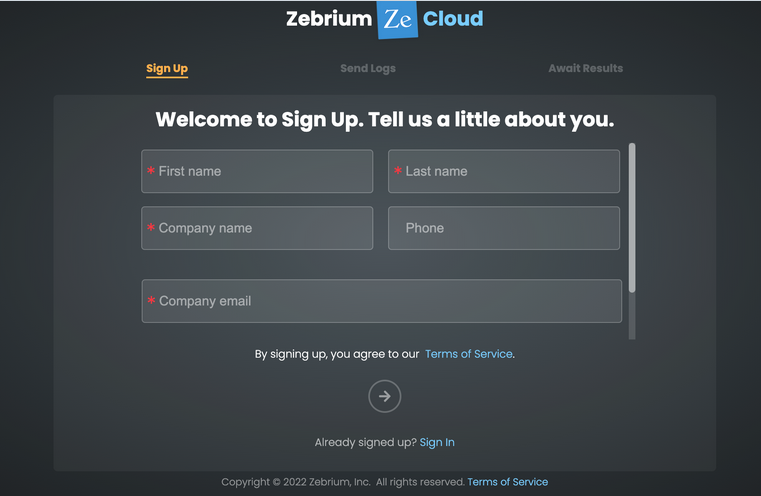 Zebrium Ze Cloud
Sign Up Send Logs Await Results
Welcome to Sign Up. Tell us a little about you.
* First name * Last name
* Company name Phone
* Company email
By signing up, you agree to our Terms of Service.
Already signed up? Sign In
Copyright © 2022 Zebrium, Inc. All rights reserved. Terms of Service